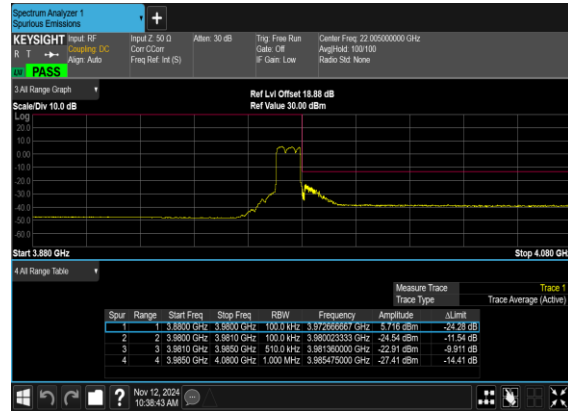 Spectrum Analyzer 1
Spurious Emissions
+
KEYSIGHT Input: RF Input Z: 50 Ω Atten: 30 dB Trig: Free Run Center Freq: 22.005000000 GHz
R T Coupling: DC Corr CCorr Gate: Off Avg|Hold: 100/100
Align: Auto Freq Ref: Int (S) IF Gain: Low Radio Std: None
LW PASS
3 All Range Graph Ref Lvl Offset 18.88 dB
Scale/Div 10.0 dB Ref Value 30.00 dBm
Log
20.0
10.0
0.00
-10.0
-20.0
-30.0
-40.0
-50.0
-60.0
Start 3.880 GHz Stop 4.080 GHz
4 All Range Table
Measure Trace Trace 1
Trace Type Trace Average (Active)
Spur Range Start Freq Stop Freq RBW Frequency Amplitude ΔLimit
1 1 3.8800 GHz 3.9800 GHz 100.0 kHz 3.972666667 GHz 5.716 dBm -24.28 dB
2 2 3.9800 GHz 3.9810 GHz 100.0 kHz 3.980023333 GHz -24.54 dBm -11.54 dB
3 3 3.9810 GHz 3.9850 GHz 510.0 kHz 3.981360000 GHz -22.91 dBm -9.911 dB
4 4 3.9850 GHz 4.0800 GHz 1.000 MHz 3.985475000 GHz -27.41 dBm -14.41 dB
? Nov 12, 2024
10:38:43 AM